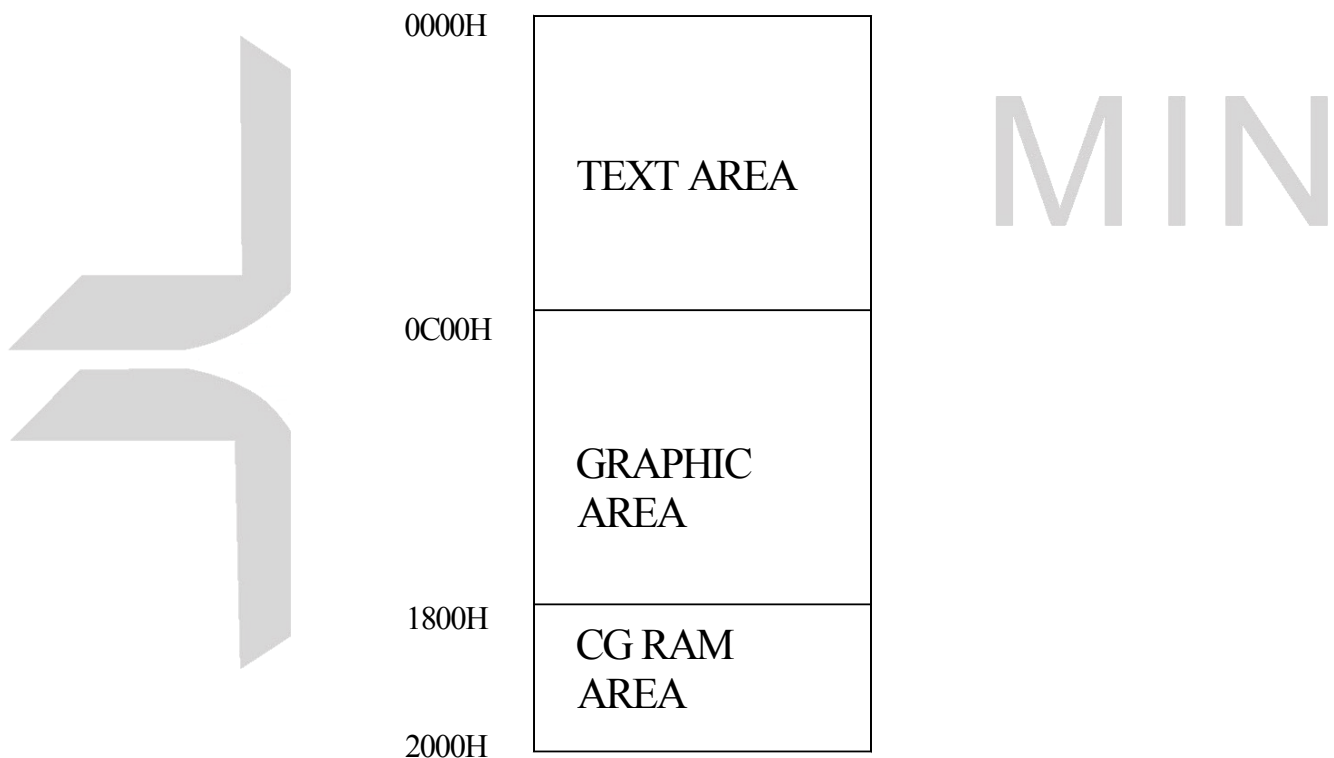 0000H
TEXT AREA
MIN
0C00H
GRAPHIC
AREA
1800H
CG RAM
AREA
2000H